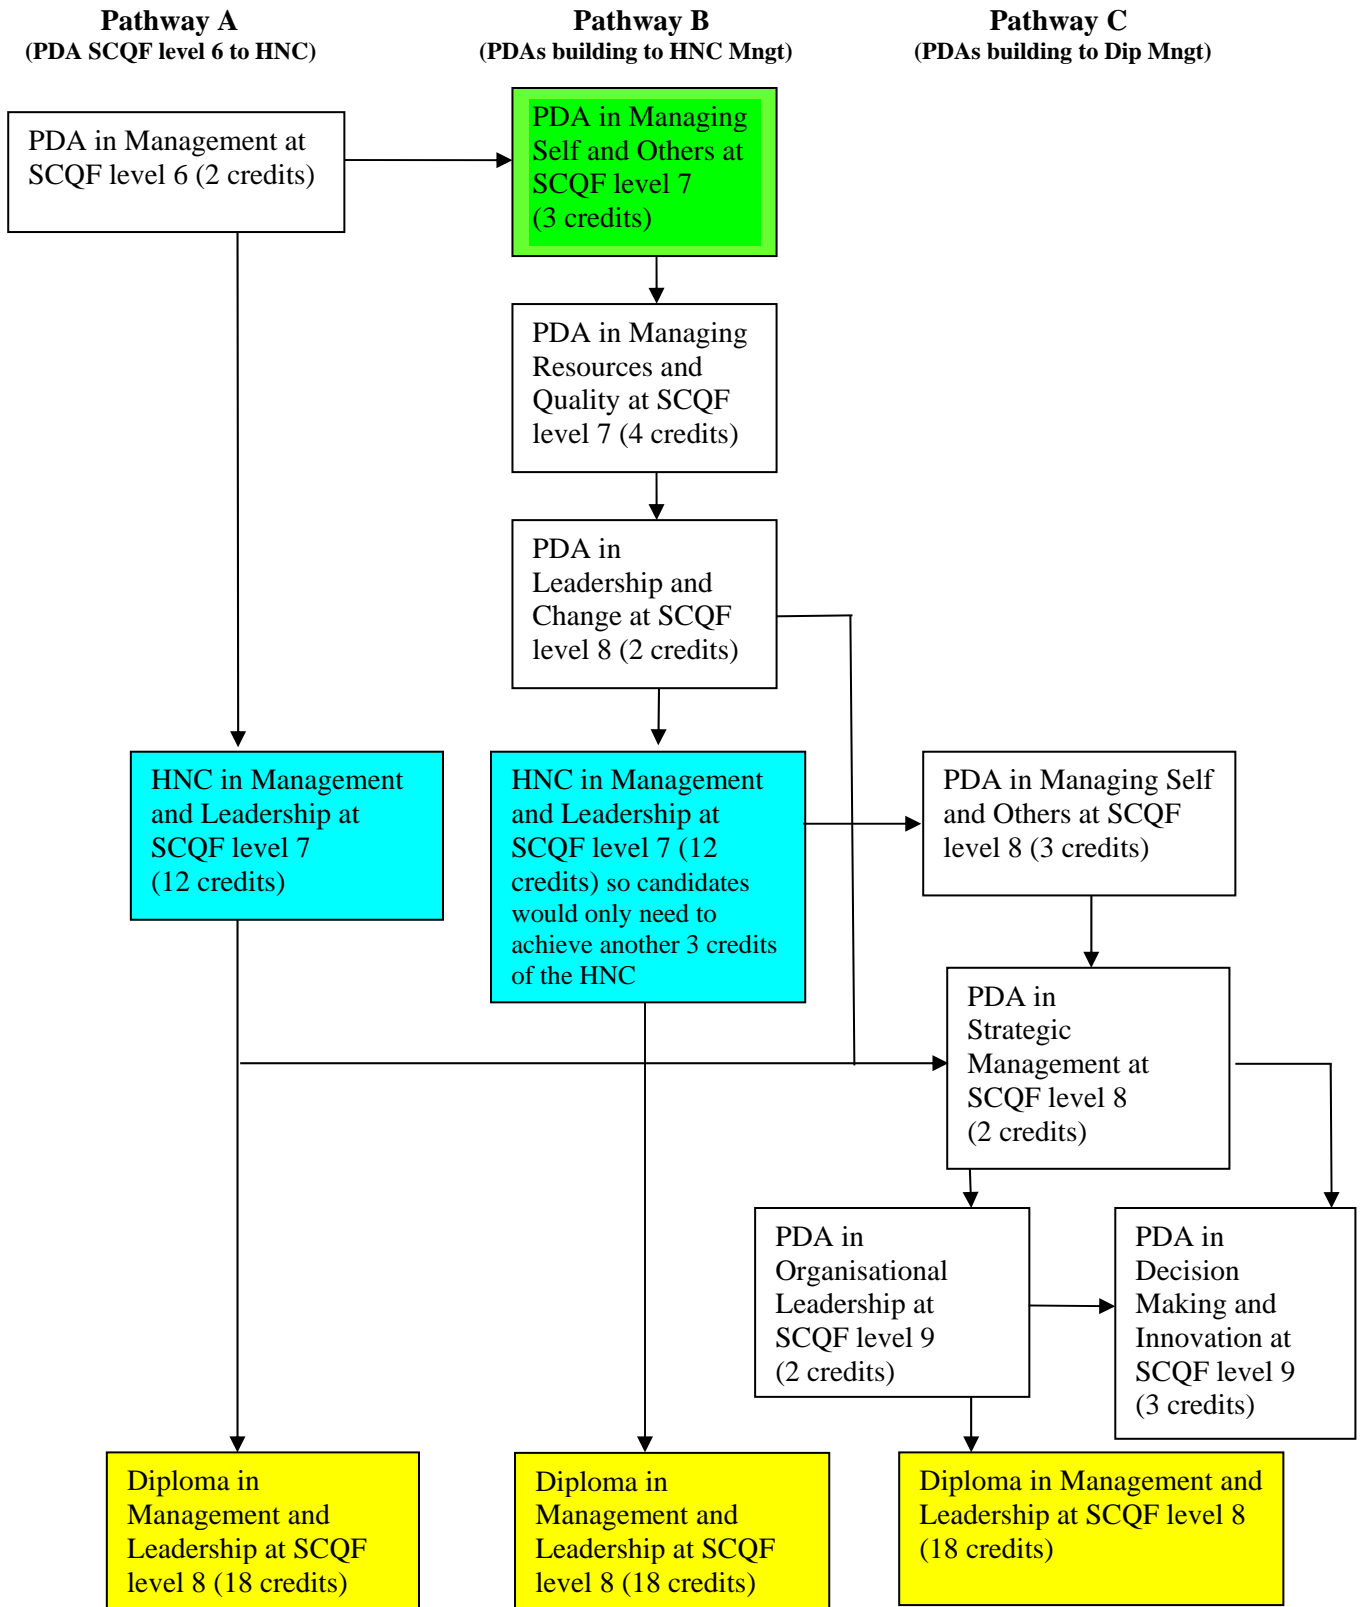 Pathway A
(PDA SCQF level 6 to HNC)
Pathway B
(PDAs building to HNC Mngt)
Pathway C
(PDAs building to Dip Mngt)
PDA in Management at
SCQF level 6 (2 credits)
PDA in Managing
Self and Others at
SCQF level 7
(3 credits)
PDA in Managing
Resources and
Quality at SCQF
level 7 (4 credits)
PDA in
Leadership and
Change at SCQF
level 8 (2 credits)
HNC in Management
and Leadership at
SCQF level 7
(12 credits)
HNC in Management
and Leadership at
SCQF level 7 (12
credits) so candidates
would only need to
achieve another 3 credits
of the HNC
PDA in Managing Self
and Others at SCQF
level 8 (3 credits)
PDA in
Strategic
Management at
SCQF level 8
(2 credits)
PDA in
Organisational
Leadership at
SCQF level 9
(2 credits)
PDA in
Decision
Making and
Innovation at
SCQF level 9
(3 credits)
Diploma in
Management and
Leadership at SCQF
level 8 (18 credits)
Diploma in
Management and
Leadership at SCQF
level 8 (18 credits)
Diploma in Management and
Leadership at SCQF level 8
(18 credits)